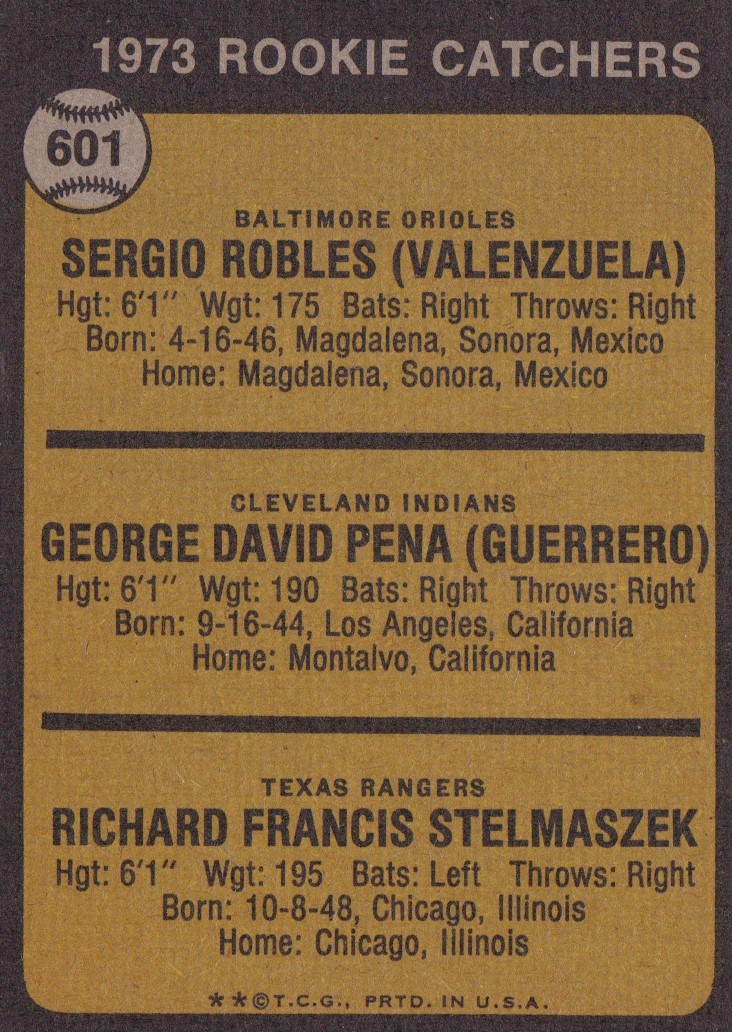 1973 ROOKIE CATCHERS
601
BALTIMORE ORIOLES
SERGIO ROBLES (VALENZUELA)
Hgt: 6'1" Wgt: 175 Bats: Right Throws: Right
Born: 4-16-46, Magdalena, Sonora, Mexico
Home: Magdalena, Sonora, Mexico
CLEVELAND INDIANS
GEORGE DAVID PENA (GUERRERO)
Hgt: 6'1" Wgt: 190 Bats: Right Throws: Right
Born: 9-16-44, Los Angeles, California
Home: Montalvo, California
TEXAS RANGERS
RICHARD FRANCIS STELMASZEK
Hgt: 6'1" Wgt: 195 Bats: Left Throws: Right
Born: 10-8-48, Chicago, Illinois
Home: Chicago, Illinois
**©T.C.G., PRTD. IN U.S.A.